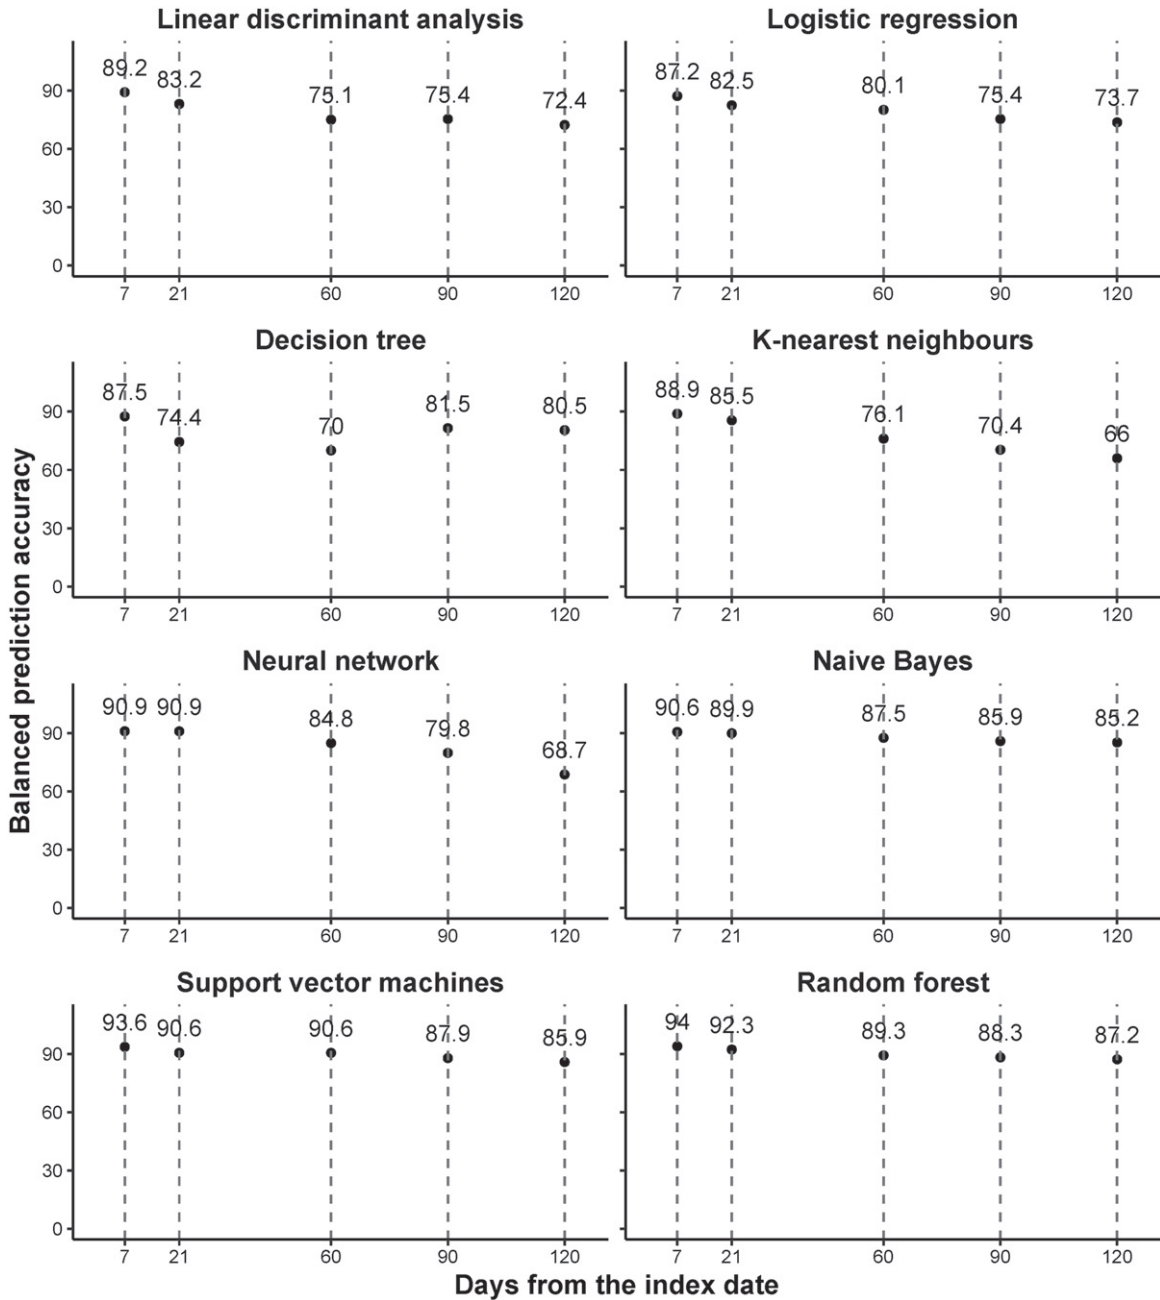 Linear discriminant analysis
89.2 83.2 75.1 75.4 72.4
90
60
30
0
7 21 60 90 120
Logistic regression
87.2 82.5 80.1 75.4 73.7
7 21 60 90 120
Decision tree
87.5 74.4 70 81.5 80.5
90
60
30
0
7 21 60 90 120
K-nearest neighbours
88.9 85.5 76.1 70.4 66
7 21 60 90 120
Balanced prediction accuracy
Neural network
90.9 90.9 84.8 79.8 68.7
90
60
30
0
7 21 60 90 120
Naive Bayes
90.6 89.9 87.5 85.9 85.2
7 21 60 90 120
Support vector machines
93.6 90.6 90.6 87.9 85.9
90
60
30
0
7 21 60 90 120
Random forest
94 92.3 89.3 88.3 87.2
7 21 60 90 120
Days from the index date